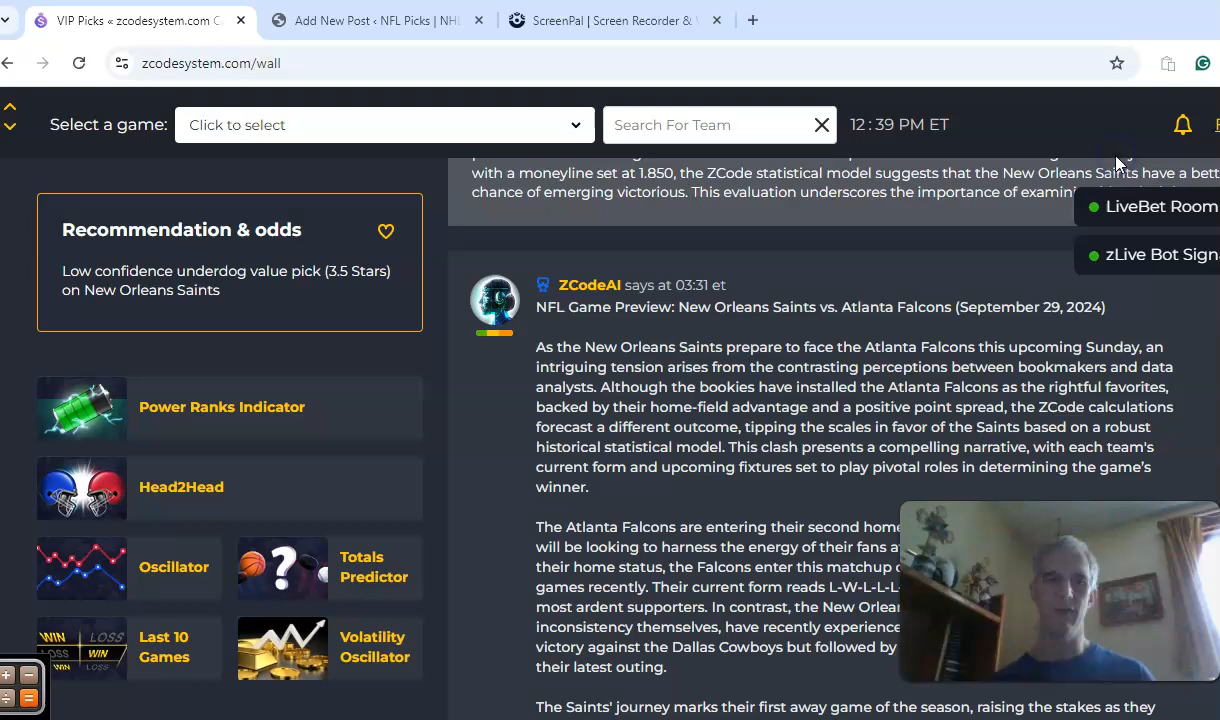 VIP Picks « zcodesystem.com C
Add New Post ‹ NFL Picks | NHL
ScreenPal | Screen Recorder &
zcodesystem.com/wall
Select a game:
Click to select
Search For Team
12 : 39 PM ET
with a moneyline set at 1.850, the ZCode statistical model suggests that the New Orleans Saints have a bett
chance of emerging victorious. This evaluation underscores the importance of examini
LiveBet Room
zLive Bot Signa
Recommendation & odds
Low confidence underdog value pick (3.5 Stars)
on New Orleans Saints
Power Ranks Indicator
Head2Head
Oscillator
Totals
Predictor
WIN LOSS
LOSS WIN
WIN LOSS
Last 10
Games
Volatility
Oscillator
ZCodeAI says at 03:31 et
NFL Game Preview: New Orleans Saints vs. Atlanta Falcons (September 29, 2024)
As the New Orleans Saints prepare to face the Atlanta Falcons this upcoming Sunday, an
intriguing tension arises from the contrasting perceptions between bookmakers and data
analysts. Although the bookies have installed the Atlanta Falcons as the rightful favorites,
backed by their home-field advantage and a positive point spread, the ZCode calculations
forecast a different outcome, tipping the scales in favor of the Saints based on a robust
historical statistical model. This clash presents a compelling narrative, with each team's
current form and upcoming fixtures set to play pivotal roles in determining the game's
winner.
The Atlanta Falcons are entering their second home
will be looking to harness the energy of their fans a
their home status, the Falcons enter this matchup
games recently. Their current form reads L-W-L-L-L-
most ardent supporters. In contrast, the New Orlean
inconsistency themselves, have recently experience
victory against the Dallas Cowboys but followed by
their latest outing.
The Saints' journey marks their first away game of the season, raising the stakes as they